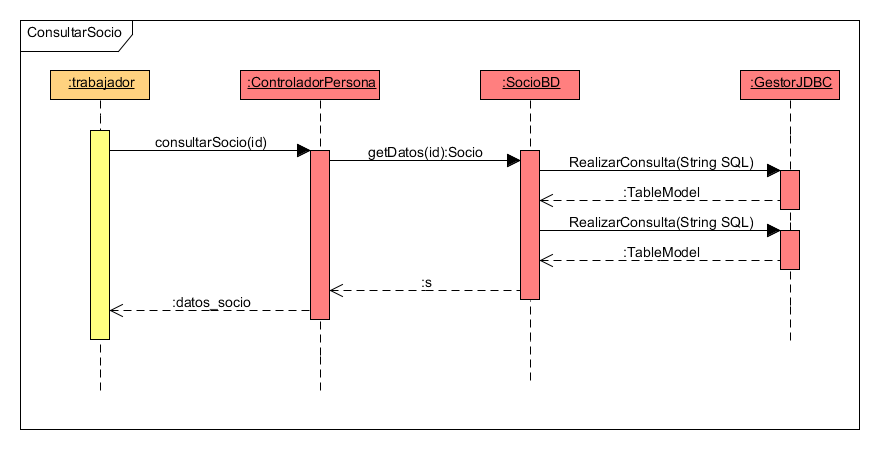 ConsultarSocio
:trabajador
:ControladorPersona
:SocioBD
:GestorJDBC
consultarSocio(id)
getDatos(id):Socio
RealizarConsulta(String SQL)
:TableModel
RealizarConsulta(String SQL)
:TableModel
:s
:datos_socio